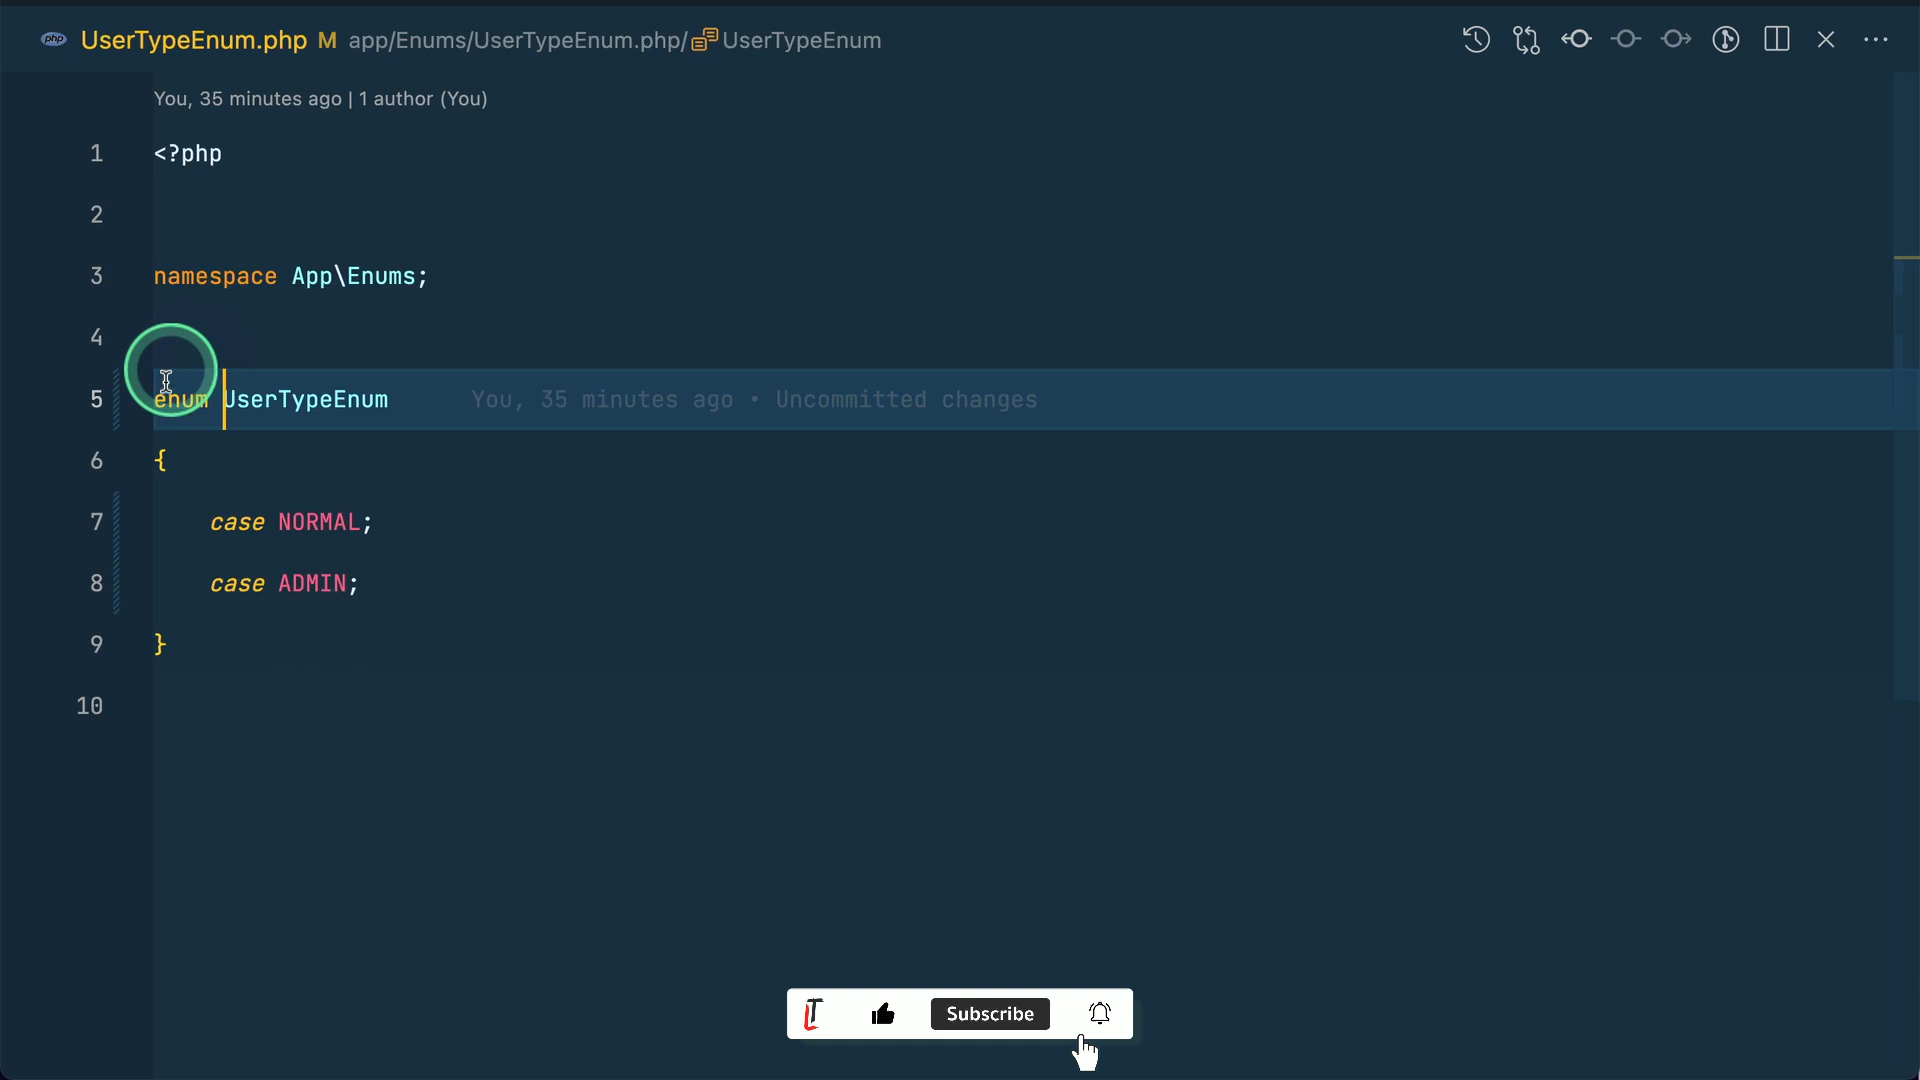 php UserTypeEnum.php M app/Enums/UserTypeEnum.php/ UserTypeEnum
You, 35 minutes ago | 1 author (You)
1 <?php
2
3 namespace App\Enums;
4
5 enum UserTypeEnum You, 35 minutes ago • Uncommitted changes
6 {
7 case NORMAL;
8 case ADMIN;
9 }
10
LT Subscribe